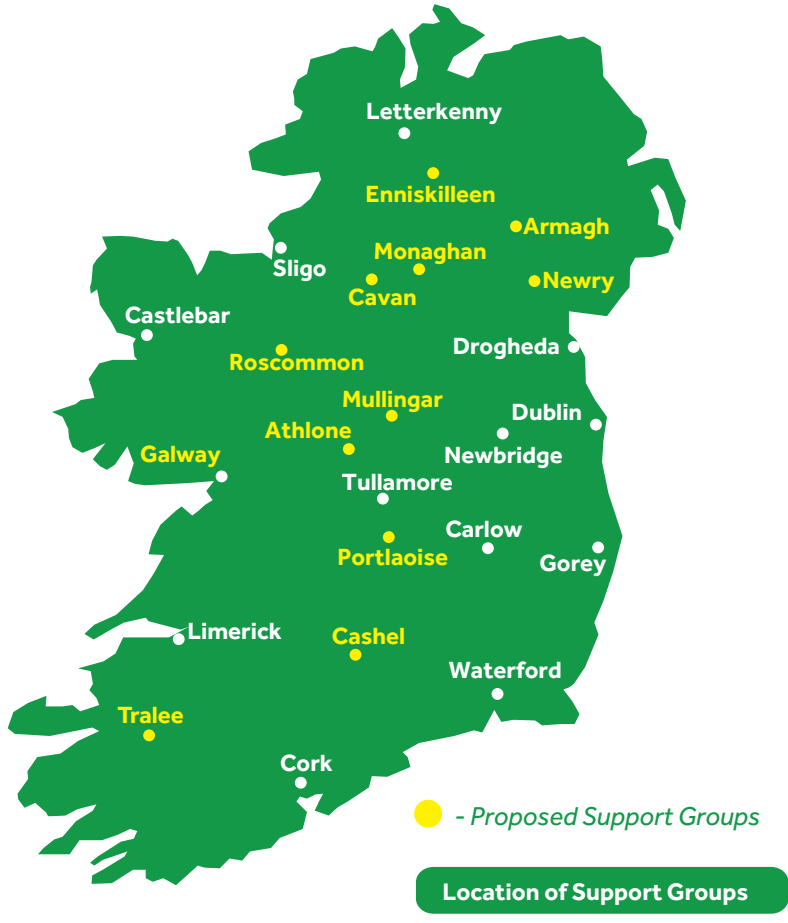 Letterkenny
Enniskilleen
Armagh
Monaghan
Sligo
Cavan
Newry
Castlebar
Drogheda
Roscommon
Mullingar
Dublin
Athlone
Galway
Newbridge
Tullamore
Carlow
Portlaoise
Gorey
Limerick
Cashel
Waterford
Tralee
Cork
- Proposed Support Groups
Location of Support Groups